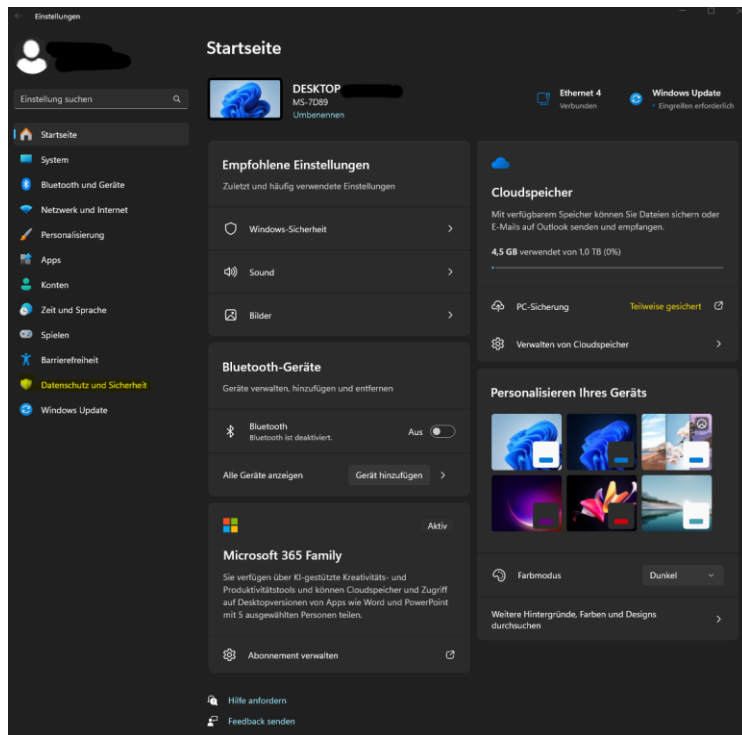 Einstellungen
Startseite
Einstellung suchen
DESKTOP
MS-7D89
Umbenennen
Ethernet 4
Verbunden
Windows Update
Eingreifen erforderlich
Startseite
System
Bluetooth und Geräte
Netzwerk und Internet
Personalisierung
Apps
Konten
Zeit und Sprache
Spielen
Barrierefreiheit
Datenschutz und Sicherheit
Windows Update
Empfohlene Einstellungen
Zuletzt und häufig verwendete Einstellungen
Windows-Sicherheit
Sound
Bilder
Bluetooth-Geräte
Geräte verwalten, hinzufügen und entfernen
Bluetooth
Bluetooth ist deaktiviert.
Aus
Alle Geräte anzeigen
Gerät hinzufügen
Aktiv
Microsoft 365 Family
Sie verfügen über KI-gestützte Kreativitäts- und
Produktivitätstools und können Cloudspeicher und Zugriff
auf Desktopversionen von Apps wie Word und PowerPoint
mit 5 ausgewählten Personen teilen.
Abonnement verwalten
Hilfe anfordern
Feedback senden
Cloudspeicher
Mit verfügbarem Speicher können Sie Dateien sichern oder
E-Mails auf Outlook senden und empfangen.
4,5 GB verwendet von 1,0 TB (0%)
PC-Sicherung
Teilweise gesichert
Verwalten von Cloudspeicher
Personalisieren Ihres Geräts
Farbmodus
Dunkel
Weitere Hintergründe, Farben und Designs
durchsuchen